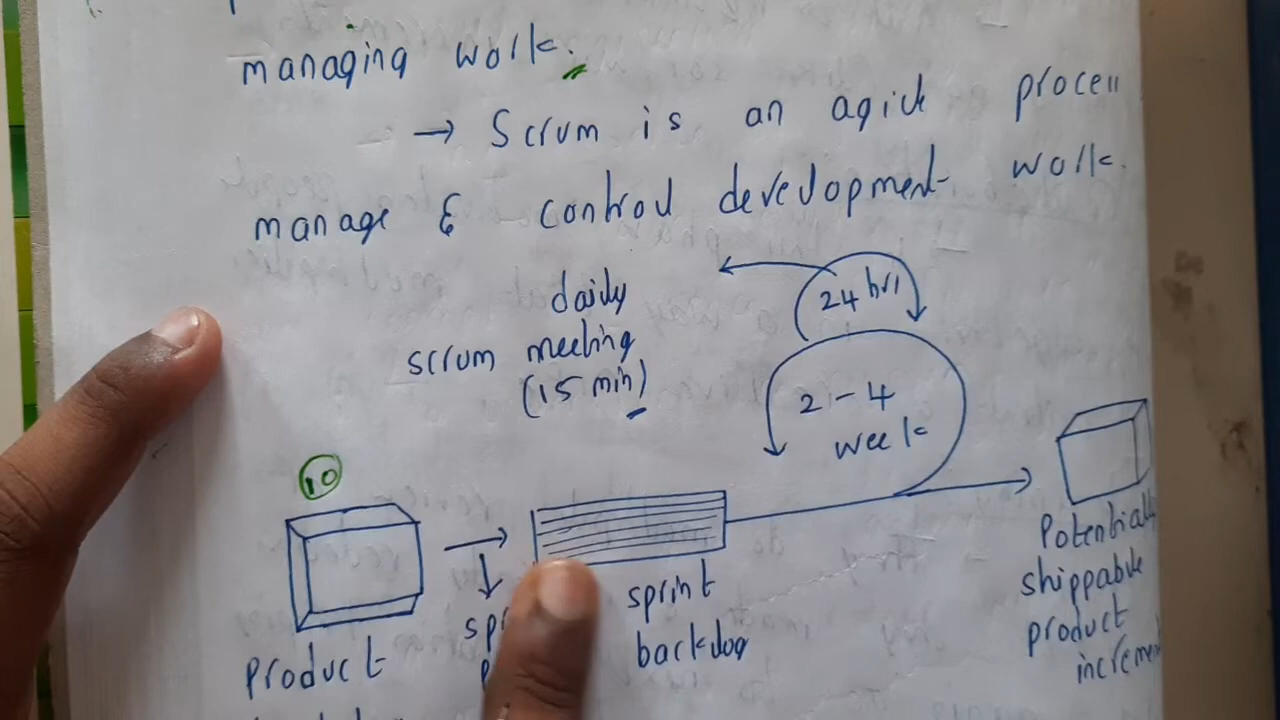 managing work.
→ Scrum is an agile process
manage & control development work.
24 hrs
daily
scrum meeting
(15 min)
2-4
week
10
product
sprint
backlog
Potentially
shippable
product